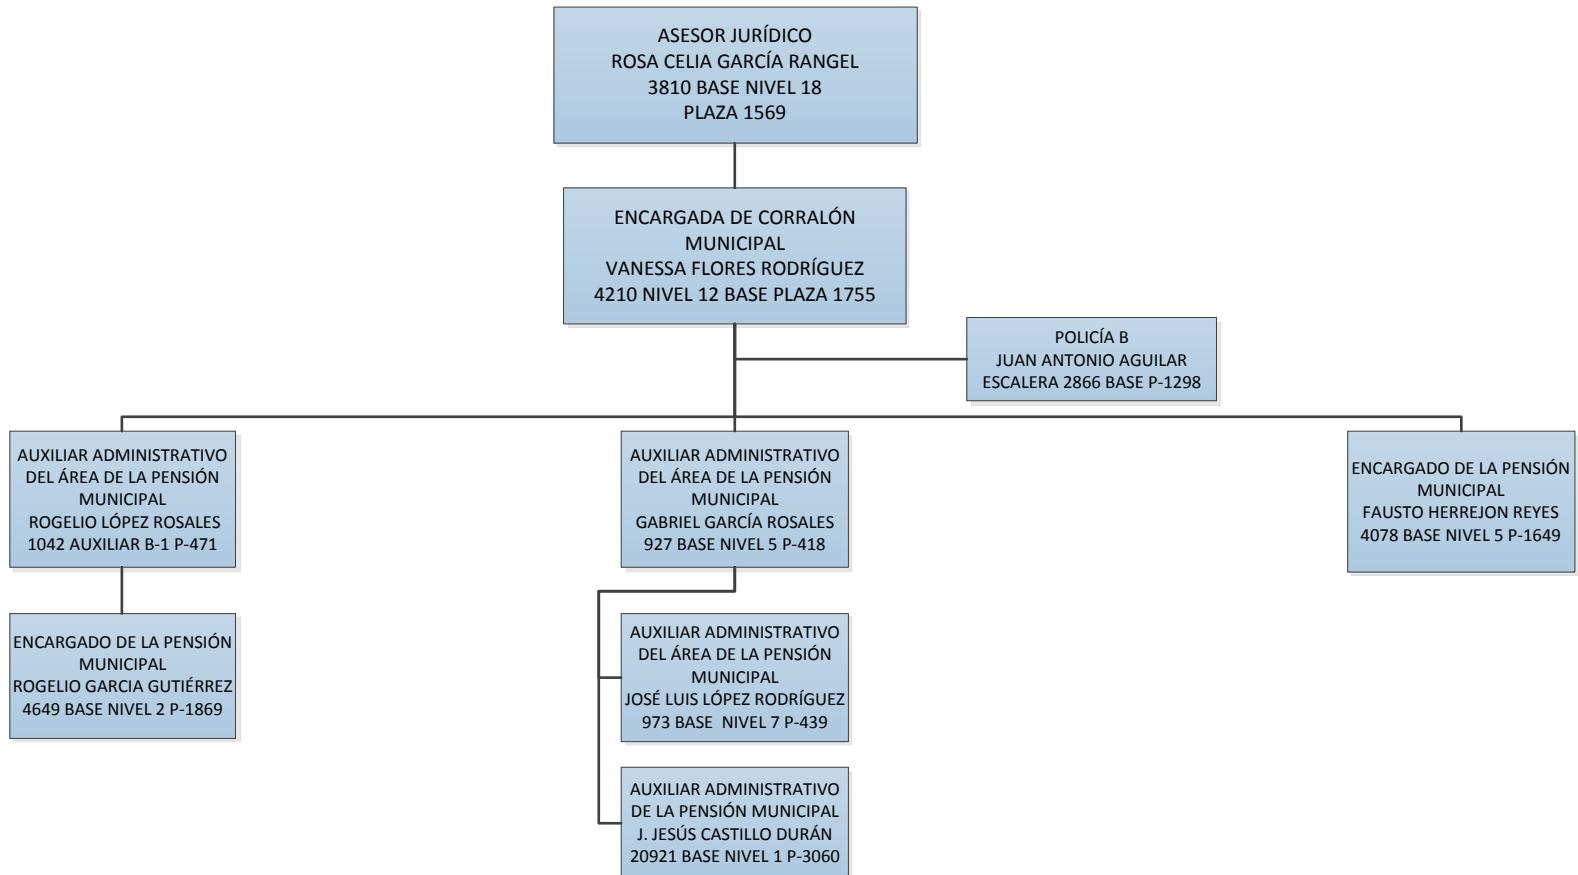 ASESOR JURÍDICO
ROSA CELIA GARCÍA RANGEL
3810 BASE NIVEL 18
PLAZA 1569
ENCARGADA DE CORRALÓN
MUNICIPAL
VANESSA FLORES RODRÍGUEZ
4210 NIVEL 12 BASE PLAZA 1755
POLICÍA B
JUAN ANTONIO AGUILAR
ESCALERA 2866 BASE P-1298
AUXILIAR ADMINISTRATIVO
DEL ÁREA DE LA PENSIÓN
MUNICIPAL
ROGELIO LÓPEZ ROSALES
1042 AUXILIAR B-1 P-471
AUXILIAR ADMINISTRATIVO
DEL ÁREA DE LA PENSIÓN
MUNICIPAL
GABRIEL GARCÍA ROSALES
927 BASE NIVEL 5 P-418
ENCARGADO DE LA PENSIÓN
MUNICIPAL
FAUSTO HERREJON REYES
4078 BASE NIVEL 5 P-1649
ENCARGADO DE LA PENSIÓN
MUNICIPAL
ROGELIO GARCIA GUTIÉRREZ
4649 BASE NIVEL 2 P-1869
AUXILIAR ADMINISTRATIVO
DEL ÁREA DE LA PENSIÓN
MUNICIPAL
JOSÉ LUIS LÓPEZ RODRÍGUEZ
973 BASE  NIVEL 7 P-439
AUXILIAR ADMINISTRATIVO
DE LA PENSIÓN MUNICIPAL
J. JESÚS CASTILLO DURÁN
20921 BASE NIVEL 1 P-3060